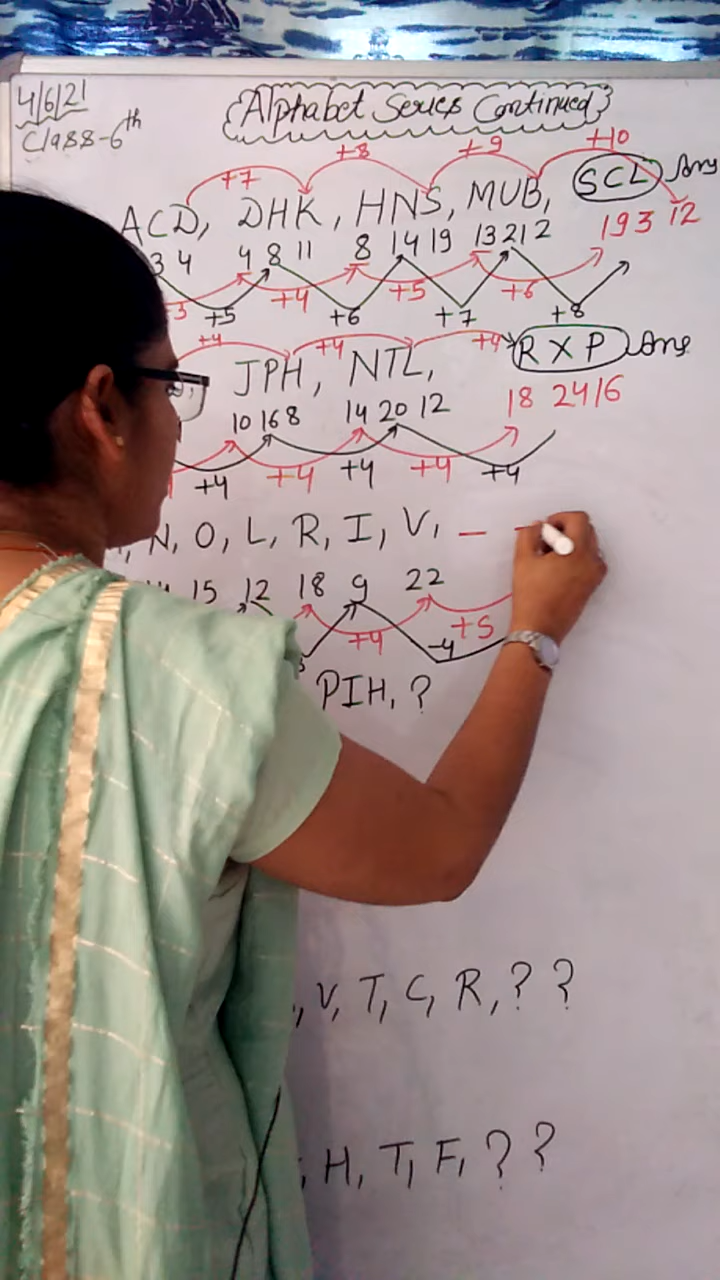 4/6/21
Class-6th
Alphabet Series Continued
+7 +8 +9 +10
ACD, DHK, HNS, MUB, SCL Ans
3 4 4 8 11 8 14 19 13 21 2 19 3 12
+4 +5 +6
+5 +6 +7 +8
+4 +4 +4
JPH, NTL, RXP Ans
10 16 8 14 20 12 18 24 16
+4 +4 +4 +4 +4
N, O, L, R, I, V, _
15 12 18 9 22
+4 -4 +5
PIH, ?
, V, T, C, R, ? ?
, H, T, F, ? ?